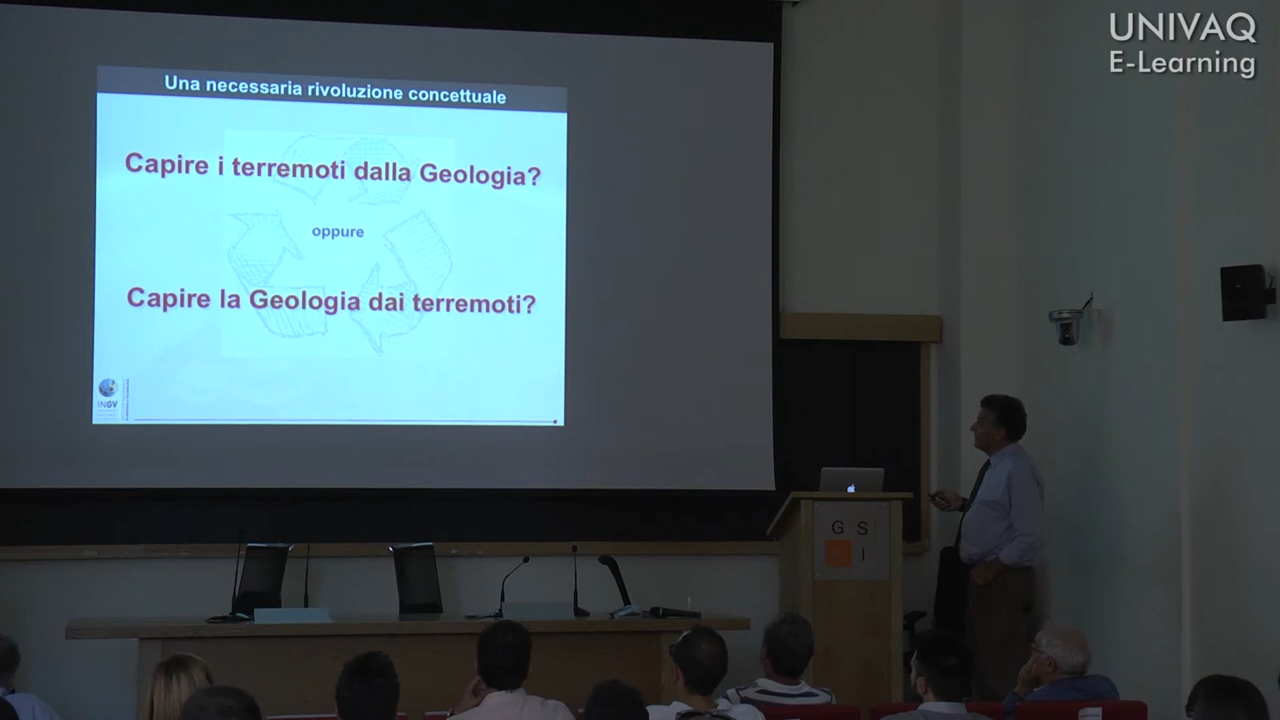 UNIVAQ
E-Learning
Una necessaria rivoluzione concettuale
Capire i terremoti dalla Geologia?
oppure
Capire la Geologia dai terremoti?
INGV
G S
I